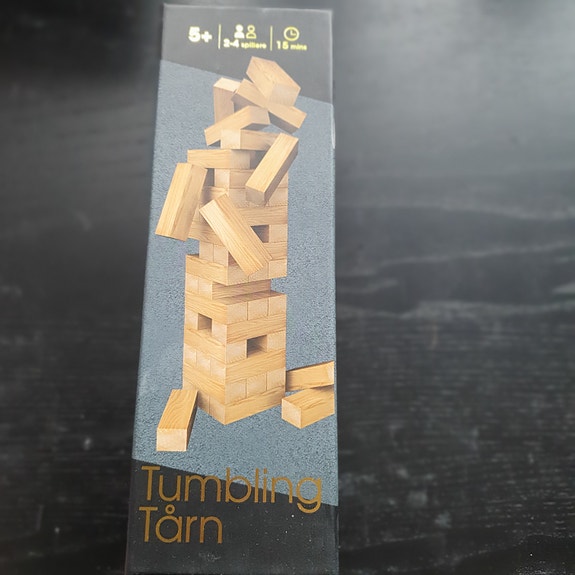 5+
2-4 spillere
15 mins
Tumbling
Tårn